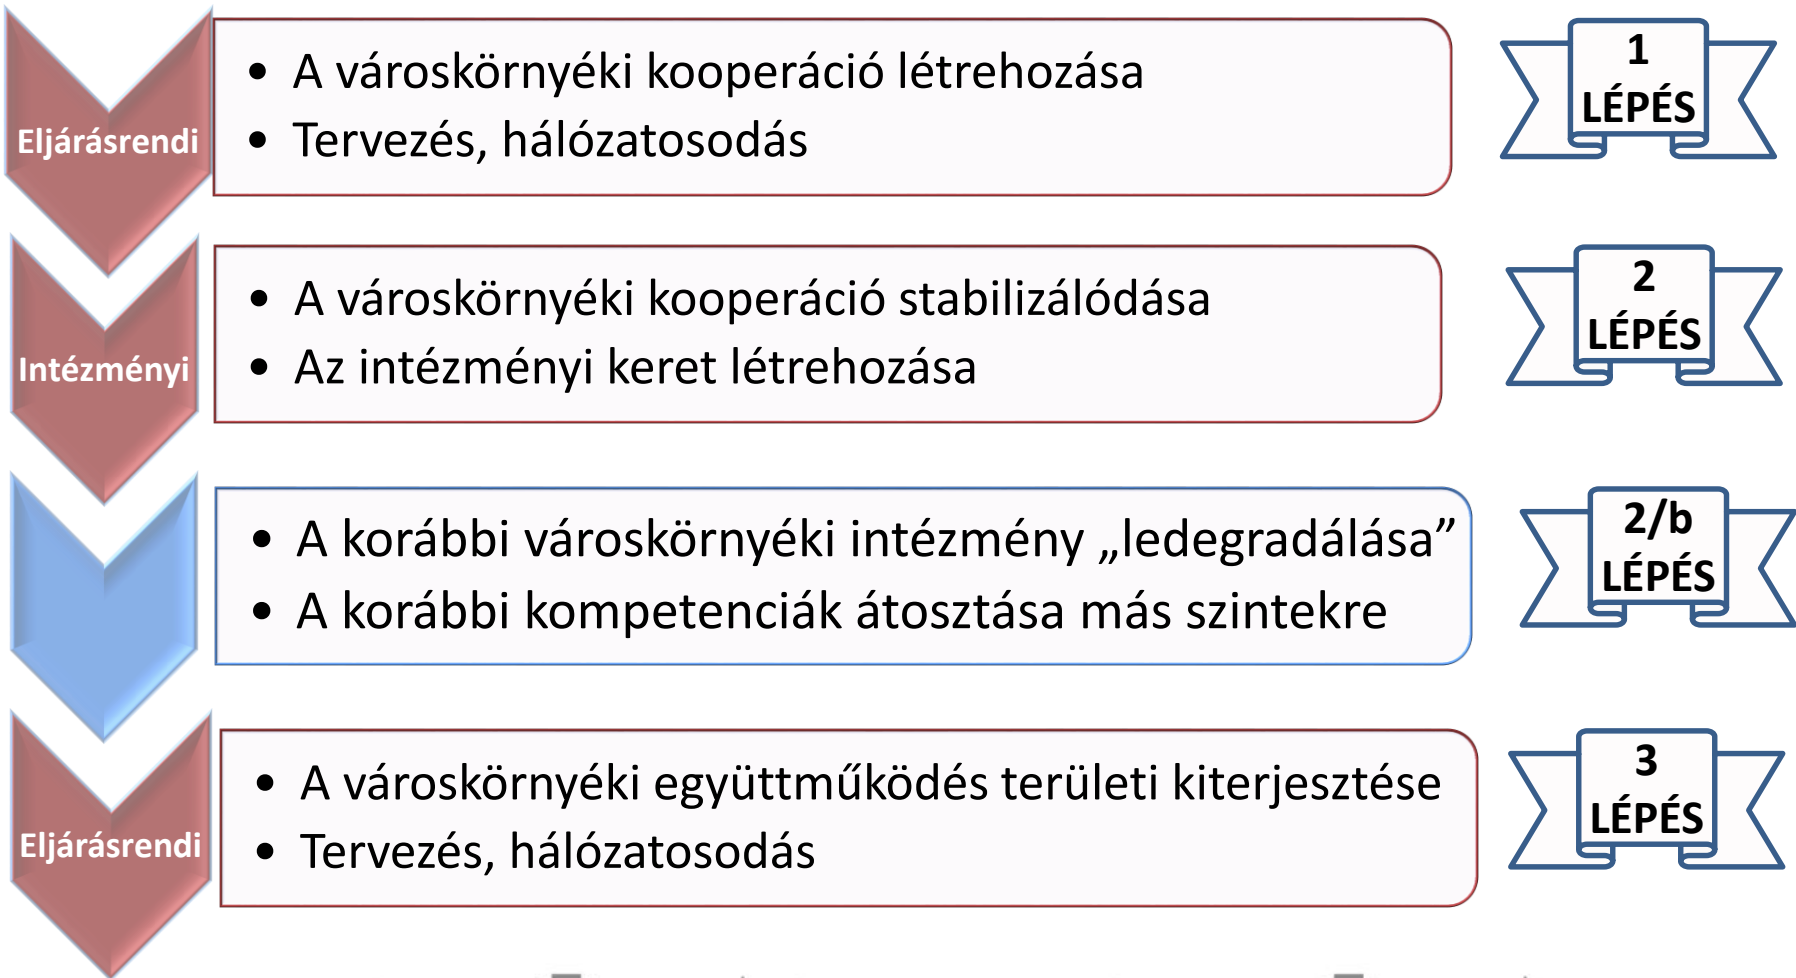 Eljárásrendi
• A városkörnyéki kooperáció létrehozása
• Tervezés, hálózatosodás
1
LÉPÉS
Intézményi
• A városkörnyéki kooperáció stabilizálódása
• Az intézményi keret létrehozása
2
LÉPÉS
• A korábbi városkörnyéki intézmény „ledegradálása”
• A korábbi kompetenciák átosztása más szintekre
2/b
LÉPÉS
Eljárásrendi
• A városkörnyéki együttműködés területi kiterjesztése
• Tervezés, hálózatosodás
3
LÉPÉS